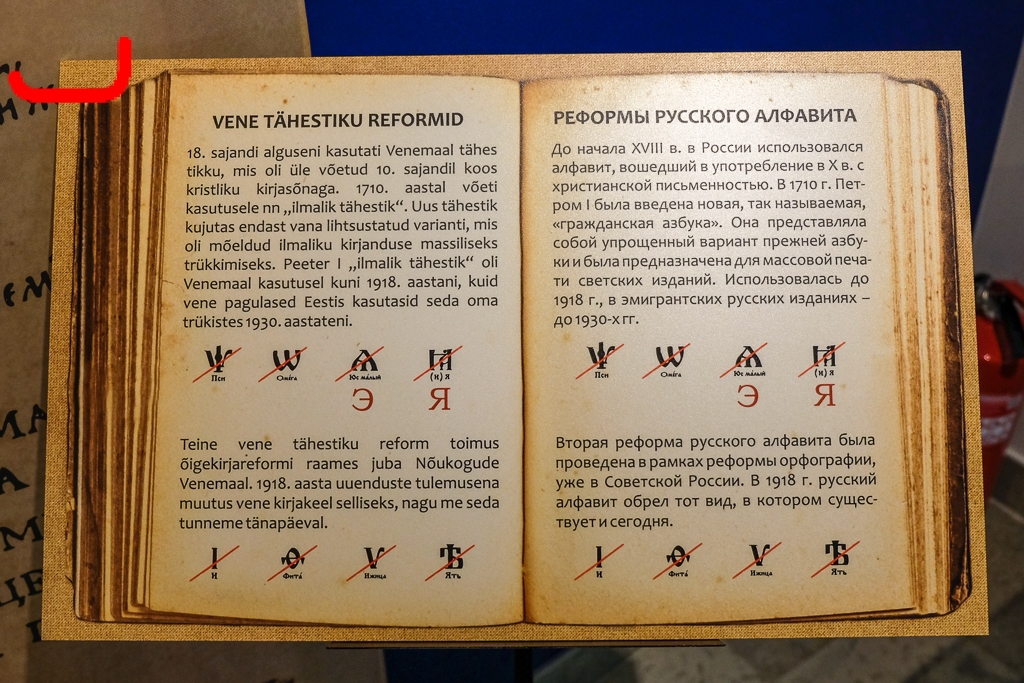 VENE TÄHESTIKU REFORMID
18. sajandi alguseni kasutati Venemaal tähes
tikku, mis oli üle võetud 10. sajandil koos
kristliku kirjasõnaga. 1710. aastal võeti
kasutusele nn „ilmalik tähestik“. Uus tähestik
kujutas endast vana lihtsustatud varianti, mis
oli mõeldud ilmaliku kirjanduse massiliseks
trükkimiseks. Peeter I „ilmalik tähestik“ oli
Venemaal kasutusel kuni 1918. aastani, kuid
vene pagulased Eestis kasutasid seda oma
trükistes 1930. aastateni.
Ѱ Ѡ Ѧ Ꙗ
Пси Омéга Юс мáлый (и) я
Э Я
Teine vene tähestiku reform toimus
õigekirjareformi raames juba Nõukogude
Venemaal. 1918. aasta uuenduste tulemusena
muutus vene kirjakeel selliseks, nagu me seda
tunneme tänapäeval.
І Ѳ Ѵ Ѣ
И Фитá Ижица Ять
РЕФОРМЫ РУССКОГО АЛФАВИТА
До начала XVIII в. в России использовался
алфавит, вошедший в употребление в X в. с
христианской письменностью. В 1710 г. Пет-
ром I была введена новая, так называемая,
«гражданская азбука». Она представляла
собой упрощенный вариант прежней азбу-
ки и была предназначена для массовой печа-
ти светских изданий. Использовалась до
1918 г., в эмигрантских русских изданиях –
до 1930-х гг.
Ѱ Ѡ Ѧ Ꙗ
Пси Омéга Юс мáлый (и) я
Э Я
Вторая реформа русского алфавита была
проведена в рамках реформы орфографии,
уже в Советской России. В 1918 г. русский
алфавит обрел тот вид, в котором сущес-
твует и сегодня.
І Ѳ Ѵ Ѣ
И Фитá Ижица Ять